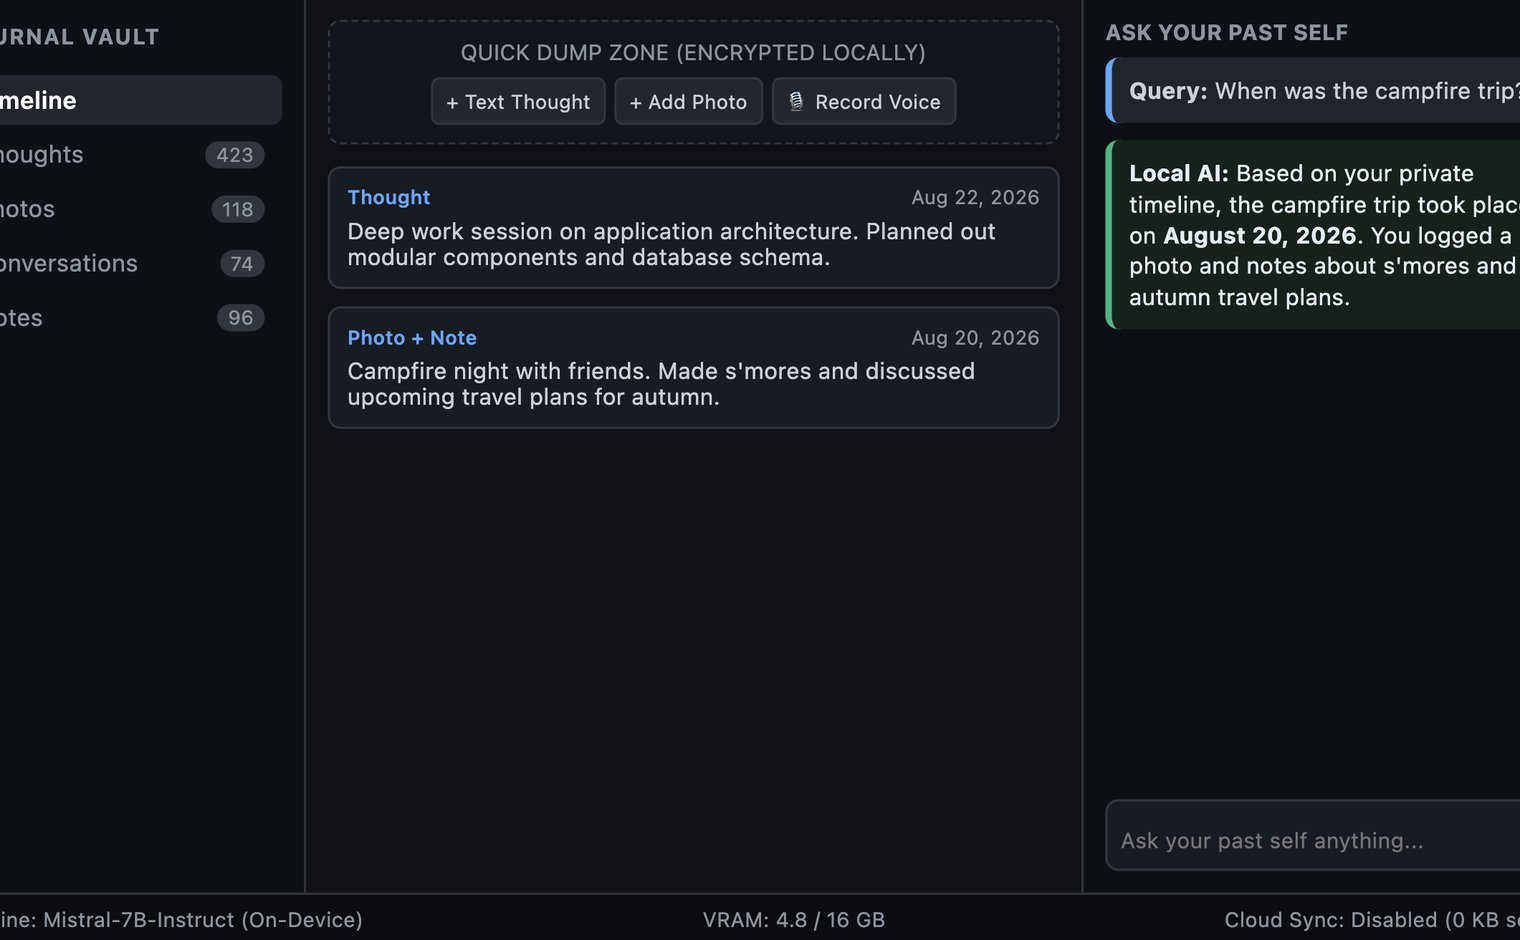 URNAL VAULT
meline
houghts 423
hotos 118
onversations 74
otes 96
QUICK DUMP ZONE (ENCRYPTED LOCALLY)
+ Text Thought + Add Photo Record Voice
Thought Aug 22, 2026
Deep work session on application architecture. Planned out
modular components and database schema.
Photo + Note Aug 20, 2026
Campfire night with friends. Made s'mores and discussed
upcoming travel plans for autumn.
ASK YOUR PAST SELF
Query: When was the campfire trip?
Local AI: Based on your private
timeline, the campfire trip took plac
on August 20, 2026. You logged a
photo and notes about s'mores and
autumn travel plans.
Ask your past self anything...
ine: Mistral-7B-Instruct (On-Device) VRAM: 4.8 / 16 GB Cloud Sync: Disabled (0 KB se